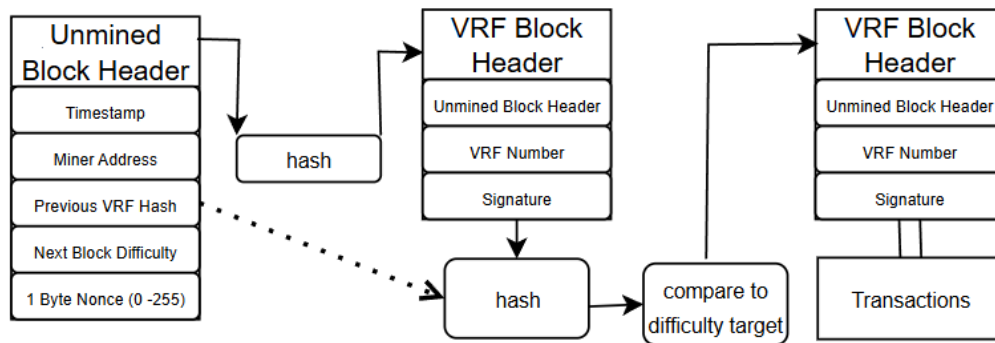 Unmined
Block Header
Timestamp
Miner Address
Previous VRF Hash
Next Block Difficulty
1 Byte Nonce (0 -255)
hash
VRF Block
Header
Unmined Block Header
VRF Number
Signature
hash
compare to
difficulty target
VRF Block
Header
Unmined Block Header
VRF Number
Signature
Transactions